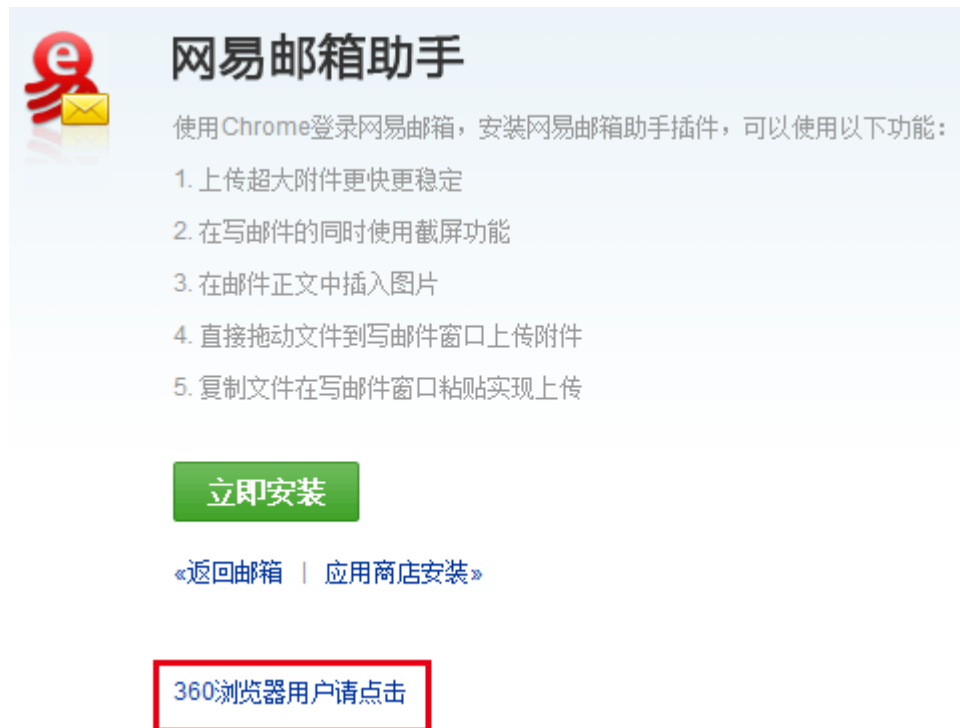 网易邮箱助手
使用Chrome登录网易邮箱，安装网易邮箱助手插件，可以使用以下功能：
1. 上传超大附件更快更稳定
2. 在写邮件的同时使用截屏功能
3. 在邮件正文中插入图片
4. 直接拖动文件到写邮件窗口上传附件
5. 复制文件在写邮件窗口粘贴实现上传
立即安装
«返回邮箱 | 应用商店安装»
360浏览器用户请点击